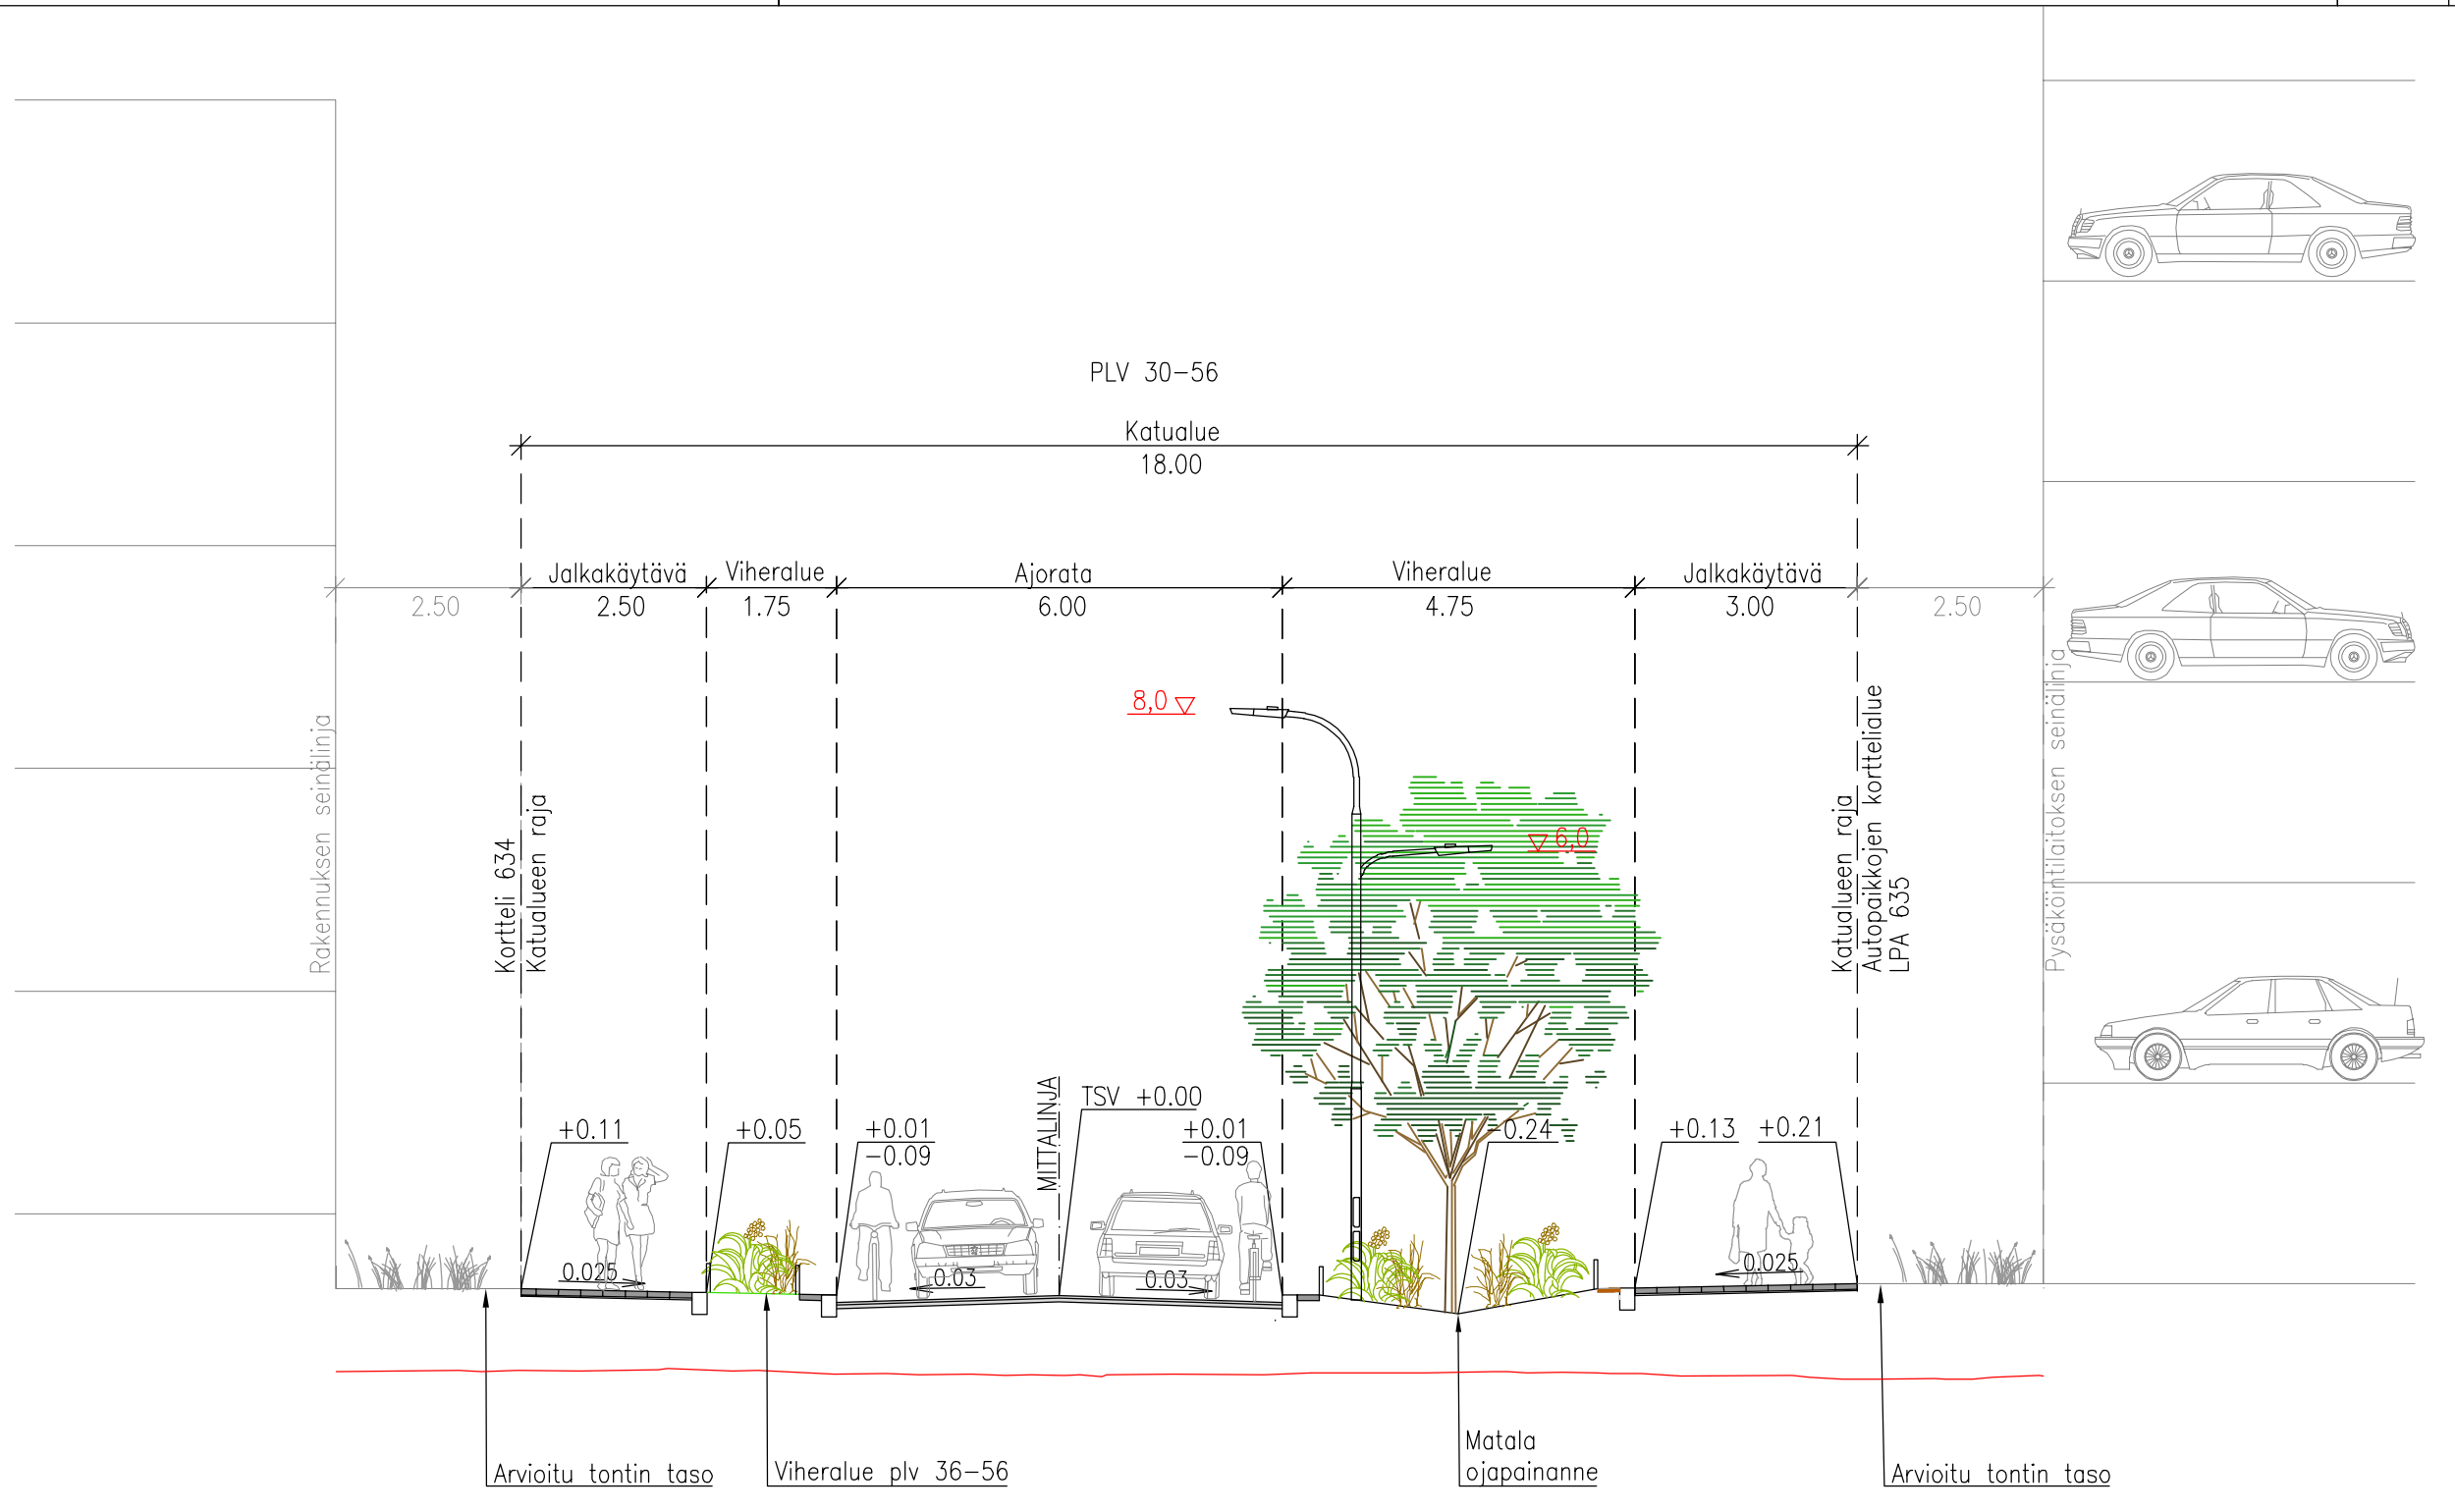 PLV 30-56
Katualue
18.00
Jalkakäytävä
Viheralue
Ajorata
Viheralue
Jalkakäytävä
2.50
2.50
1.75
6.00
4.75
3.00
2.50
8,0
6,0
Rakennuksen seinälinja
Kortteli 634
Katualueen raja
Katualueen raja
Autopaikkojen korttelialue
LPA 635
Pysäköintilaitoksen seinälinja
MITTALINJA
TSV +0.00
+0.11
+0.05
+0.01
-0.09
+0.01
-0.09
-0.24
+0.13
+0.21
0.025
0.03
0.03
0.025
Arvioitu tontin taso
Viheralue plv 36-56
Matala
ojapainanne
Arvioitu tontin taso